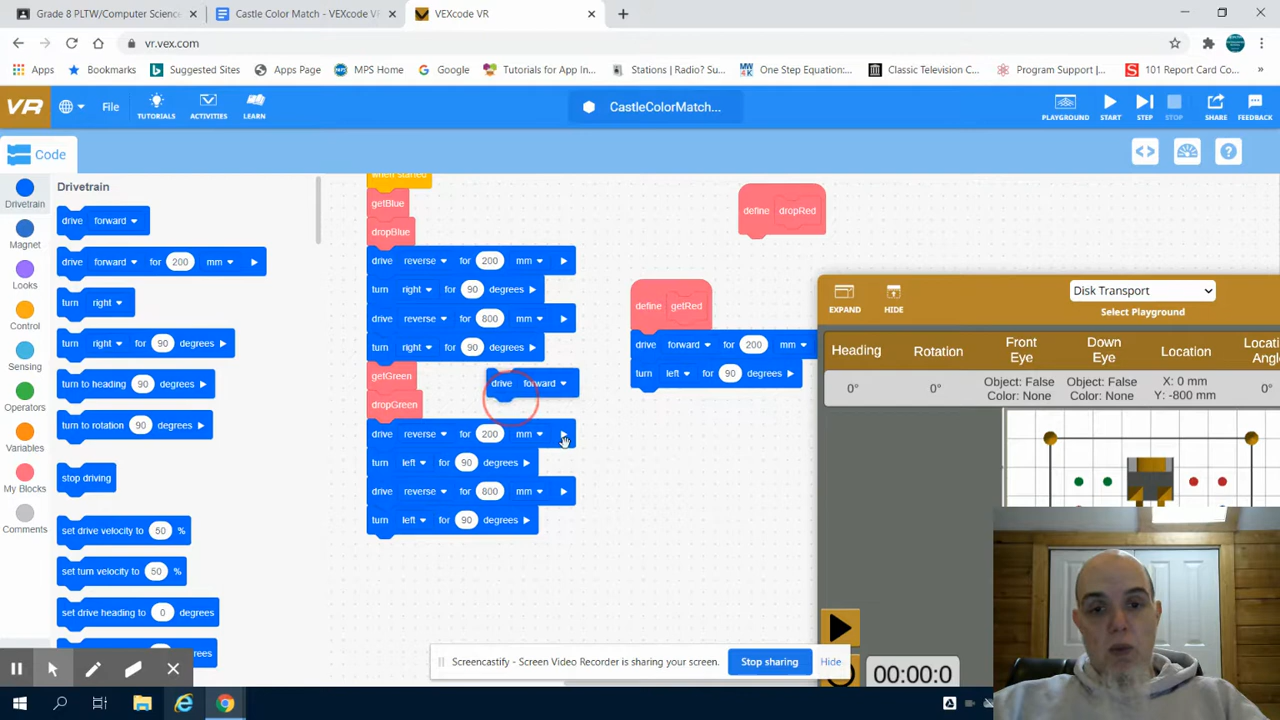 Grade 8 PLTW/Computer Science
Castle Color Match - VEXcode VR
VEXcode VR
vr.vex.com
Apps
Bookmarks
Suggested Sites
Apps Page
MPS Home
Google
Tutorials for App In...
Stations | Radio? Su...
One Step Equation:...
Classic Television C...
Program Support |...
101 Report Card Co...
VR
File
TUTORIALS
ACTIVITIES
LEARN
CastleColorMatch...
PLAYGROUND
START
STEP
STOP
SHARE
FEEDBACK
Code
Drivetrain
Magnet
Looks
Control
Sensing
Operators
Variables
My Blocks
Comments
Drivetrain
drive forward
drive forward for 200 mm
turn right
turn right for 90 degrees
turn to heading 90 degrees
turn to rotation 90 degrees
stop driving
set drive velocity to 50 %
set turn velocity to 50 %
set drive heading to 0 degrees
rs
when started
getBlue
dropBlue
drive reverse for 200 mm
turn right for 90 degrees
drive reverse for 800 mm
turn right for 90 degrees
getGreen
dropGreen
drive reverse for 200 mm
turn left for 90 degrees
drive reverse for 800 mm
turn left for 90 degrees
drive forward
define dropRed
define getRed
drive forward for 200 mm
turn left for 90 degrees
EXPAND
HIDE
Disk Transport
Select Playground
Heading
Rotation
Front Eye
Down Eye
Location
Location Angle
0°
0°
Object: False
Color: None
Object: False
Color: None
X: 0 mm
Y: -800 mm
0°
00:00:0
Screencastify - Screen Video Recorder is sharing your screen.
Stop sharing
Hide